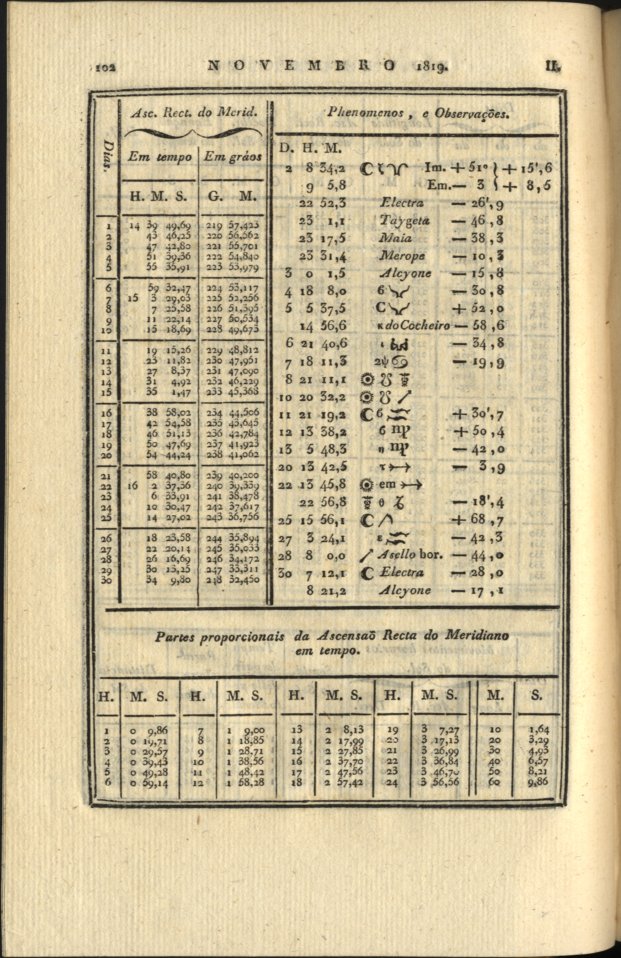 102 NOVEMBRO 1819. II.
Asc. Rect. do Merid. Phenomenos, e Observações.
Dias. Em tempo Em gráos
H. M. S. G. M.
1 14 39 49,69 219 57,423
2 43 46,25 220 56,562
3 47 42,80 221 55,701
4 51 39,36 222 54,840
5 55 35,91 223 53,979
6 59 32,47 224 53,117
7 15 3 29,03 225 52,256
8 7 25,58 226 51,395
9 11 22,14 227 50,534
10 15 18,69 228 49,673
11 19 15,26 229 48,812
12 23 11,82 230 47,951
13 27 8,37 231 47,090
14 31 4,92 232 46,229
15 35 1,47 233 45,368
16 38 58,02 234 44,506
17 42 54,58 235 43,645
18 46 51,13 236 42,784
19 50 47,69 237 41,923
20 54 44,24 238 41,062
21 58 40,80 239 40,200
22 16 2 37,36 240 39,339
23 6 33,91 241 38,478
24 10 30,47 242 37,617
25 14 27,02 243 36,756
26 18 23,58 244 35,894
27 22 20,14 245 35,033
28 26 16,69 246 34,172
29 30 13,25 247 33,311
30 34 9,80 248 32,450
D. H. M.
2 8 34,2 ☾ ζ ♈ Im. + 51° } + 15',6
9 5,8 Em. — 3 } + 8,5
22 52,3 Electra — 26',9
23 1,1 Taygeta — 46,8
23 17,5 Maia — 38,3
23 31,4 Merope — 10,3
3 0 1,5 Alcyone — 15,8
4 18 8,0 6 ♉ — 30,8
5 5 37,5 ☾ ♉ + 52,0
14 56,6 κ do Cocheiro — 58,6
6 21 40,6 — 34,8
7 18 11,3 2ψ ♋ — 19,9
8 21 11,1 ☉ ☋ ☿
10 20 32,2 ☉ ☋
11 21 19,2 ☾ 6 ♒ + 30',7
12 13 38,2 6 ♍ + 50,4
13 5 48,3 η ♍ — 42,0
20 13 42,5 τ ♐ — 3,9
22 13 45,8 ☉ em ♐
22 56,8 ☿ θ — 18',4
25 15 56,1 ☾ + 68,7
27 3 24,1 ε ♒ — 42,3
28 8 0,0 Asello bor. — 44,0
30 7 12,1 ☾ Electra — 28,0
8 21,2 Alcyone — 17,1
Partes proporcionais da Ascensaõ Recta do Meridiano
em tempo.
H. M. S. H. M. S. H. M. S. H. M. S. M. S.
1 0 9,86 7 1 9,00 13 2 8,13 19 3 7,27 10 1,64
2 0 19,71 8 1 18,85 14 2 17,99 20 3 17,13 20 3,29
3 0 29,57 9 1 28,71 15 2 27,85 21 3 26,99 30 4,93
4 0 39,43 10 1 38,56 16 2 37,70 22 3 36,84 40 6,57
5 0 49,28 11 1 48,42 17 2 47,56 23 3 46,70 50 8,21
6 0 59,14 12 1 58,28 18 2 57,42 24 3 56,56 60 9,86